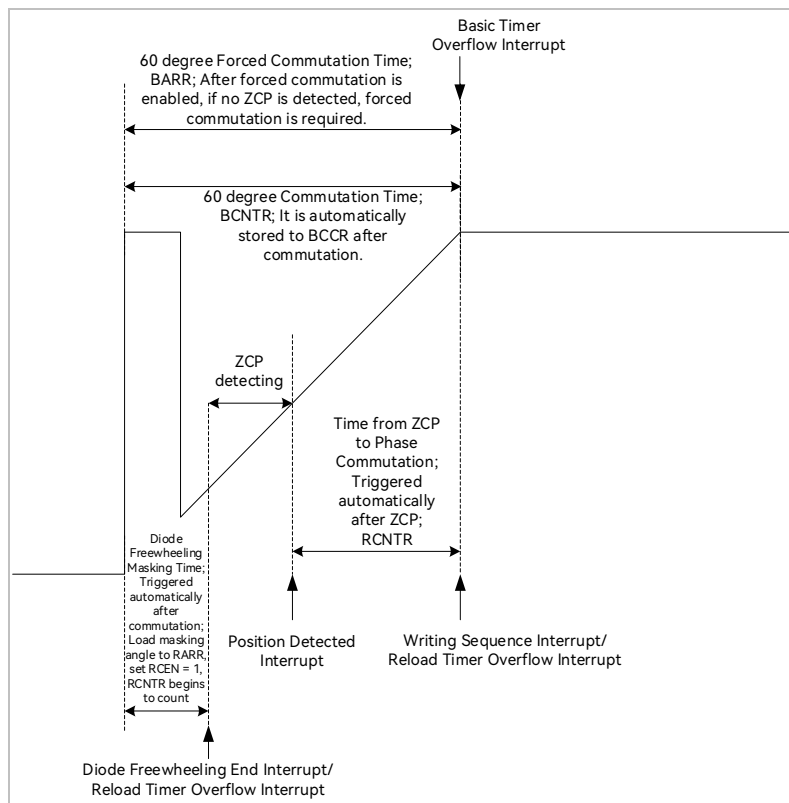 Basic Timer
Overflow Interrupt
60 degree Forced Commutation Time;
BARR; After forced commutation is
enabled, if no ZCP is detected, forced
commutation is required.
60 degree Commutation Time;
BCNTR; It is automatically
stored to BCCR after
commutation.
ZCP
detecting
Time from ZCP
to Phase
Commutation;
Triggered
automatically
after ZCP;
RCNTR
Diode
Freewheeling
Masking Time;
Triggered
automatically
after
commutation;
Load masking
angle to RARR,
set RCEN = 1,
RCNTR begins
to count
Position Detected
Interrupt
Writing Sequence Interrupt/
Reload Timer Overflow Interrupt
Diode Freewheeling End Interrupt/
Reload Timer Overflow Interrupt